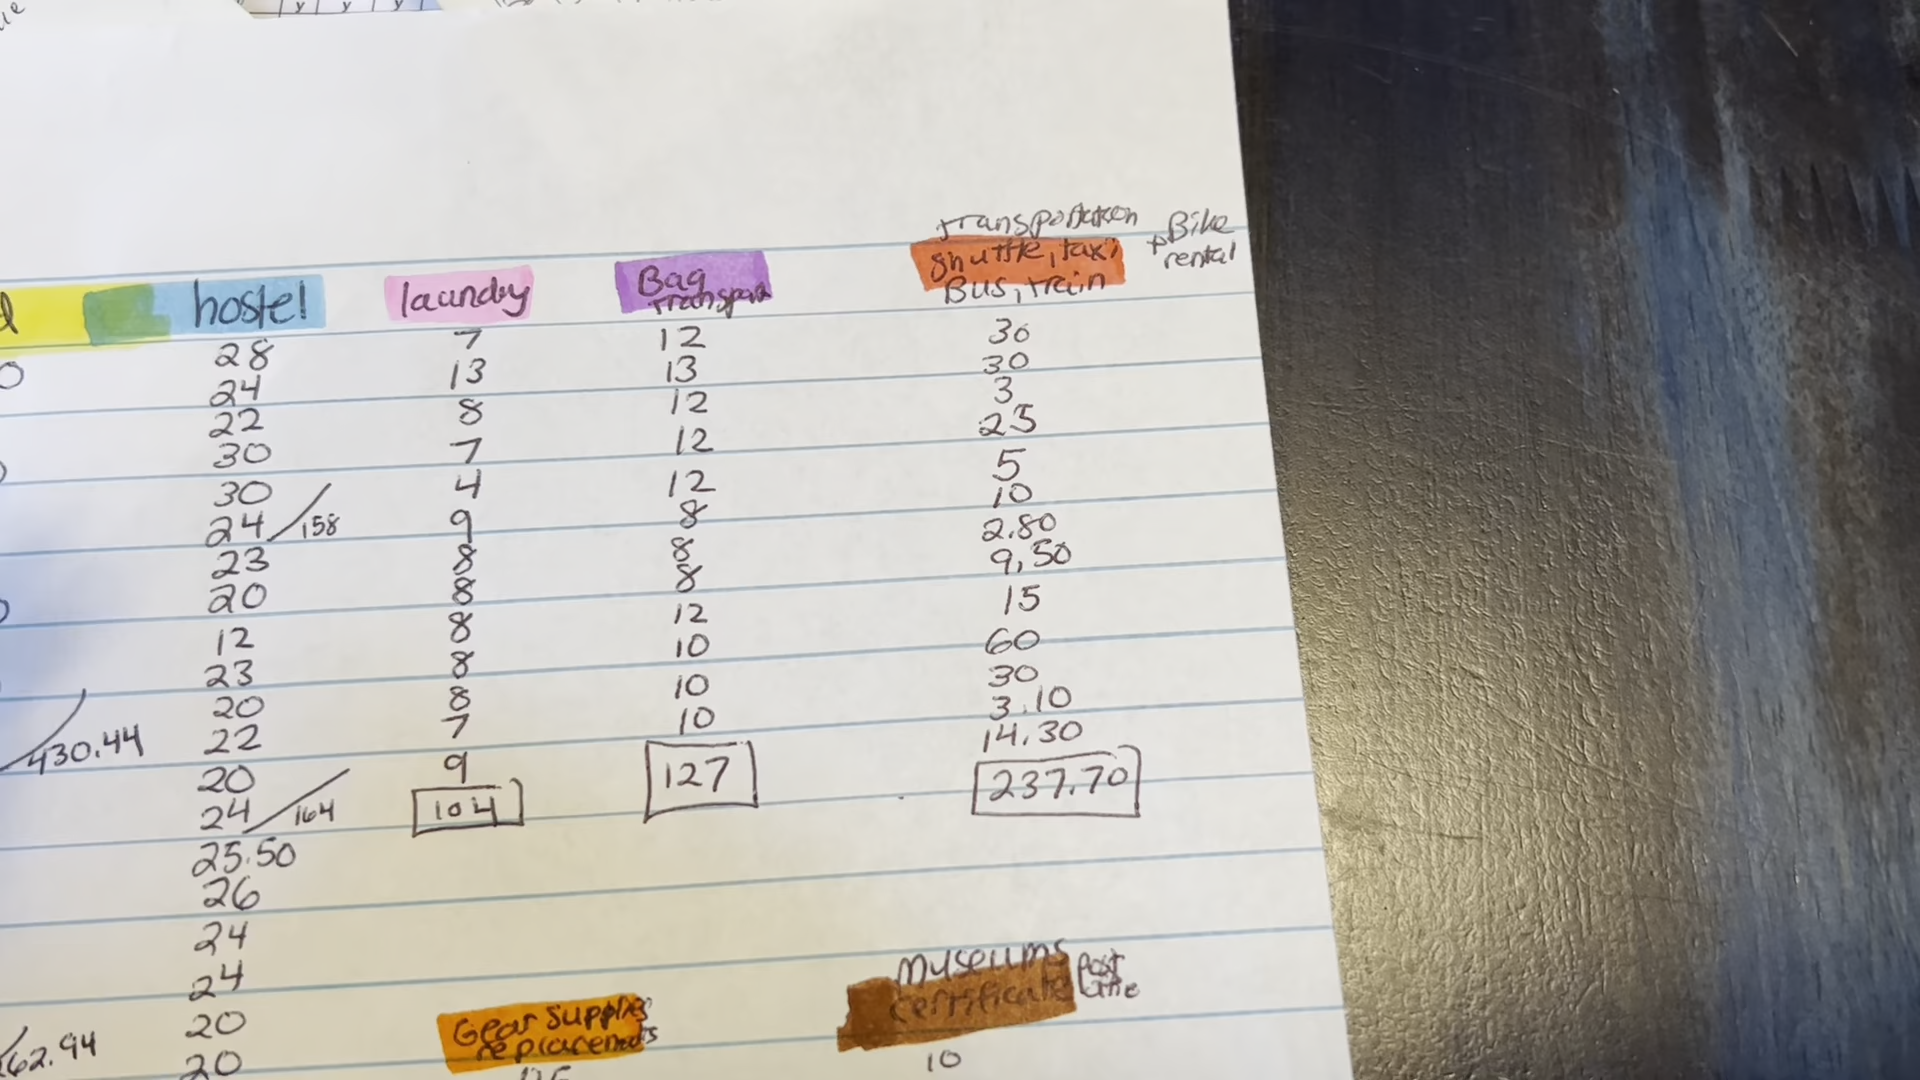 y y y
transportation + Bike
hostel laundry Bag transport shuttle, taxi, Bus, train rental
28 7 12 30
24 13 13 30
22 8 12 3
30 7 12 25
30 4 12 5
24 158 9 8 10
23 8 8 2.80
20 8 8 9,50
12 8 12 15
23 8 10 60
20 8 10 30
430.44 22 7 10 3.10
20 9 127 14.30
24 164 104 237.70
25.50
26
24
24 museums Post
20 Gear supplies certificate
62.94 20 replacements 10